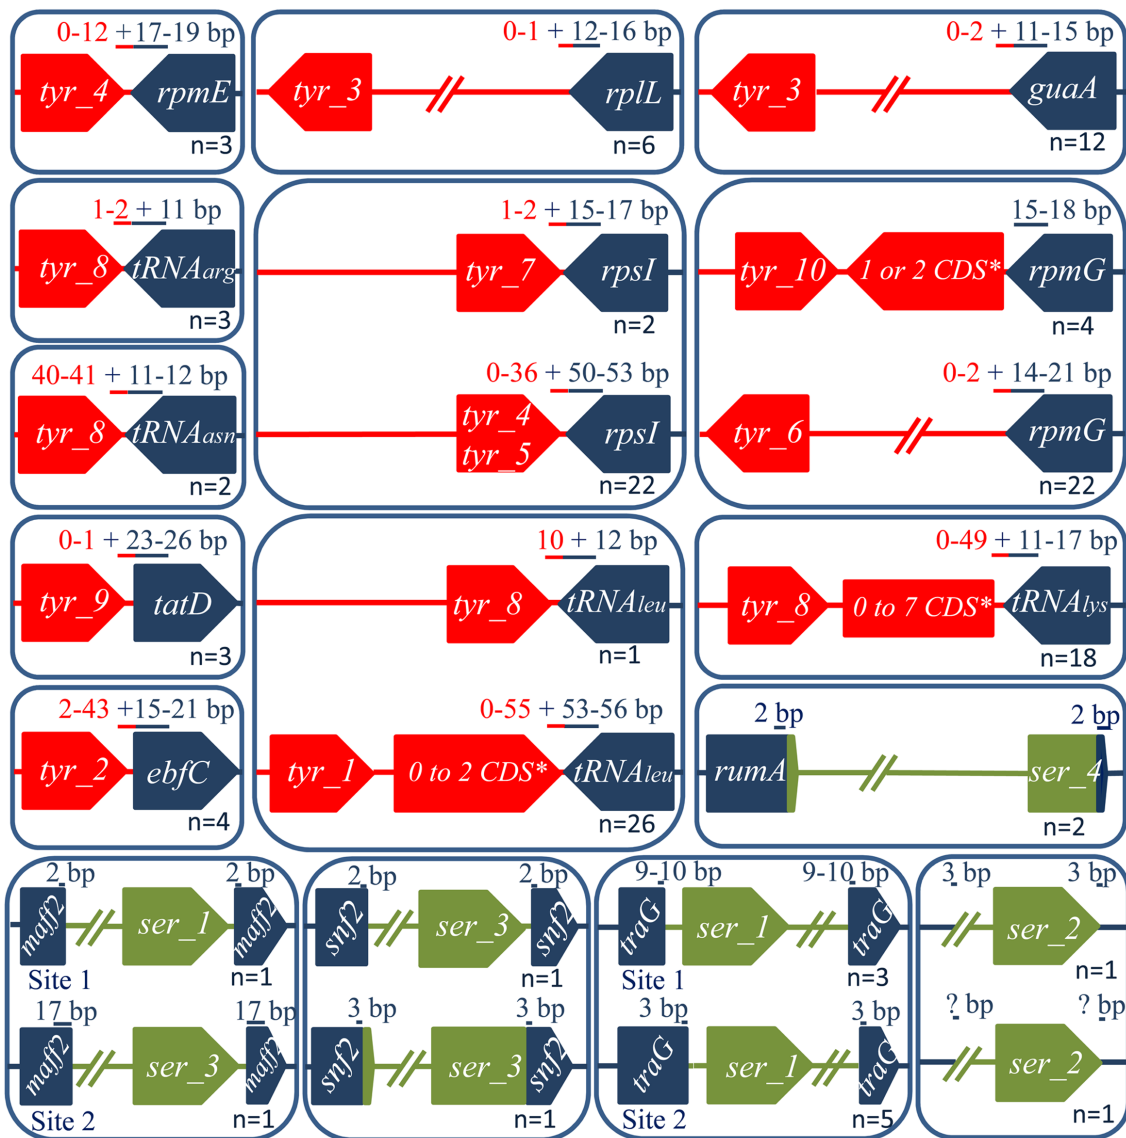 0-12 +17-19 bp
tyr_4 rpmE
n=3
0-1 + 12-16 bp
tyr_3 rplL
n=6
0-2 + 11-15 bp
tyr_3 guaA
n=12
1-2 + 11 bp
tyr_8 tRNAarg
n=3
1-2 + 15-17 bp
tyr_7 rpsI
n=2
0-36 + 50-53 bp
tyr_4
tyr_5 rpsI
n=22
15-18 bp
tyr_10 1 or 2 CDS* rpmG
n=4
0-2 + 14-21 bp
tyr_6 rpmG
n=22
40-41 + 11-12 bp
tyr_8 tRNAasn
n=2
0-1 + 23-26 bp
tyr_9 tatD
n=3
10 + 12 bp
tyr_8 tRNAleu
n=1
0-55 + 53-56 bp
tyr_1 0 to 2 CDS* tRNAleu
n=26
0-49 + 11-17 bp
tyr_8 0 to 7 CDS* tRNAlys
n=18
2-43 +15-21 bp
tyr_2 ebfC
n=4
2 bp 2 bp
rumA ser_4
n=2
2 bp 2 bp
maff2 ser_1 maff2
Site 1 n=1
17 bp 17 bp
maff2 ser_3 maff2
Site 2 n=1
2 bp 2 bp
snf2 ser_3 snf2
n=1
3 bp 3 bp
snf2 ser_3 snf2
n=1
9-10 bp 9-10 bp
traG ser_1 traG
Site 1 n=3
3 bp 3 bp
traG ser_1 traG
Site 2 n=5
3 bp 3 bp
ser_2
n=1
? bp ? bp
ser_2
n=1